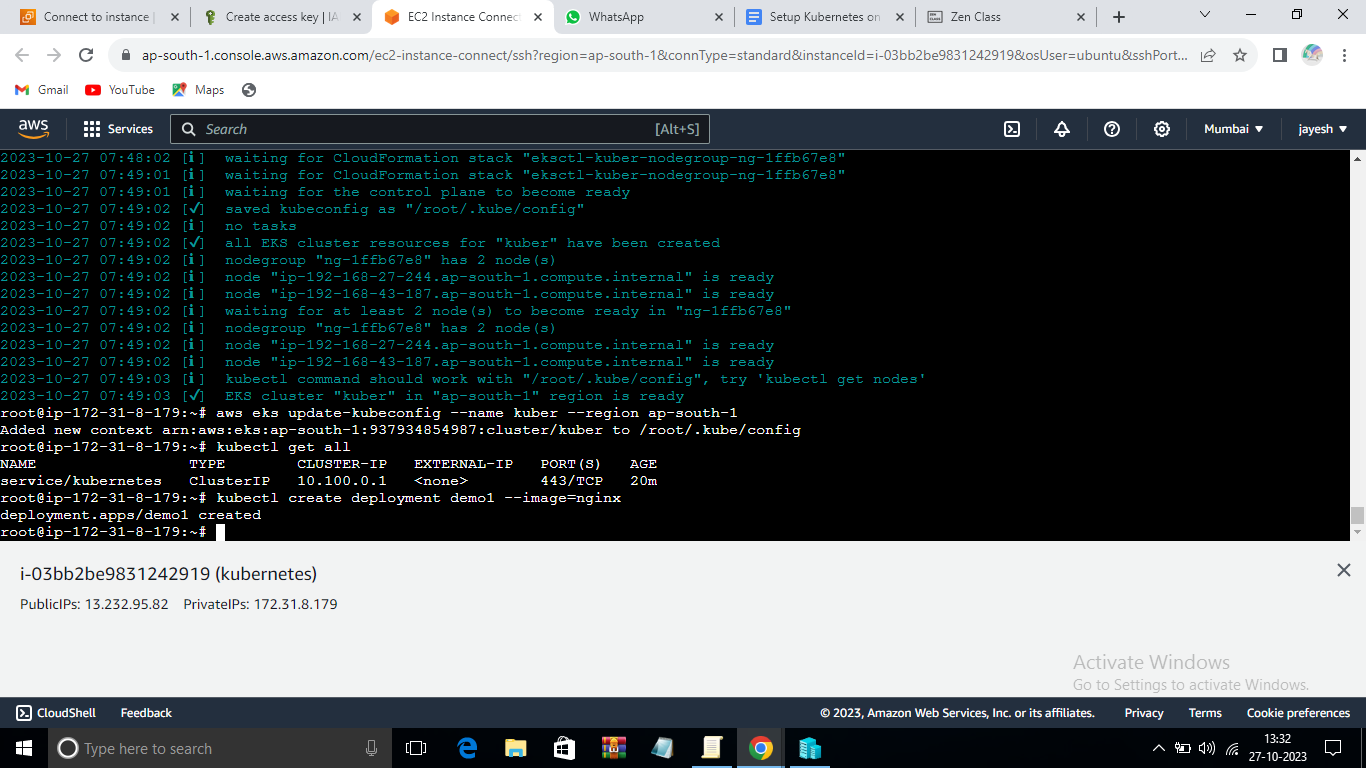 Connect to instance |
Create access key | IA
EC2 Instance Connect
WhatsApp
Setup Kubernetes on
Zen Class
ap-south-1.console.aws.amazon.com/ec2-instance-connect/ssh?region=ap-south-1&connType=standard&instanceId=i-03bb2be9831242919&osUser=ubuntu&sshPort...
Gmail
YouTube
Maps
aws
Services
Search
[Alt+S]
Mumbai
jayesh
2023-10-27 07:48:02 [ℹ]  waiting for CloudFormation stack "eksctl-kuber-nodegroup-ng-1ffb67e8"
2023-10-27 07:49:01 [ℹ]  waiting for CloudFormation stack "eksctl-kuber-nodegroup-ng-1ffb67e8"
2023-10-27 07:49:01 [ℹ]  waiting for the control plane to become ready
2023-10-27 07:49:02 [✔]  saved kubeconfig as "/root/.kube/config"
2023-10-27 07:49:02 [ℹ]  no tasks
2023-10-27 07:49:02 [✔]  all EKS cluster resources for "kuber" have been created
2023-10-27 07:49:02 [ℹ]  nodegroup "ng-1ffb67e8" has 2 node(s)
2023-10-27 07:49:02 [ℹ]  node "ip-192-168-27-244.ap-south-1.compute.internal" is ready
2023-10-27 07:49:02 [ℹ]  node "ip-192-168-43-187.ap-south-1.compute.internal" is ready
2023-10-27 07:49:02 [ℹ]  waiting for at least 2 node(s) to become ready in "ng-1ffb67e8"
2023-10-27 07:49:02 [ℹ]  nodegroup "ng-1ffb67e8" has 2 node(s)
2023-10-27 07:49:02 [ℹ]  node "ip-192-168-27-244.ap-south-1.compute.internal" is ready
2023-10-27 07:49:02 [ℹ]  node "ip-192-168-43-187.ap-south-1.compute.internal" is ready
2023-10-27 07:49:03 [ℹ]  kubectl command should work with "/root/.kube/config", try 'kubectl get nodes'
2023-10-27 07:49:03 [✔]  EKS cluster "kuber" in "ap-south-1" region is ready
root@ip-172-31-8-179:~# aws eks update-kubeconfig --name kuber --region ap-south-1
Added new context arn:aws:eks:ap-south-1:937934854987:cluster/kuber to /root/.kube/config
root@ip-172-31-8-179:~# kubectl get all
NAME                 TYPE        CLUSTER-IP   EXTERNAL-IP   PORT(S)   AGE
service/kubernetes   ClusterIP   10.100.0.1   <none>        443/TCP   20m
root@ip-172-31-8-179:~# kubectl create deployment demo1 --image=nginx
deployment.apps/demo1 created
root@ip-172-31-8-179:~#
i-03bb2be9831242919 (kubernetes)
PublicIPs: 13.232.95.82    PrivateIPs: 172.31.8.179
Activate Windows
Go to Settings to activate Windows.
CloudShell
Feedback
© 2023, Amazon Web Services, Inc. or its affiliates.
Privacy
Terms
Cookie preferences
Type here to search
13:32
27-10-2023